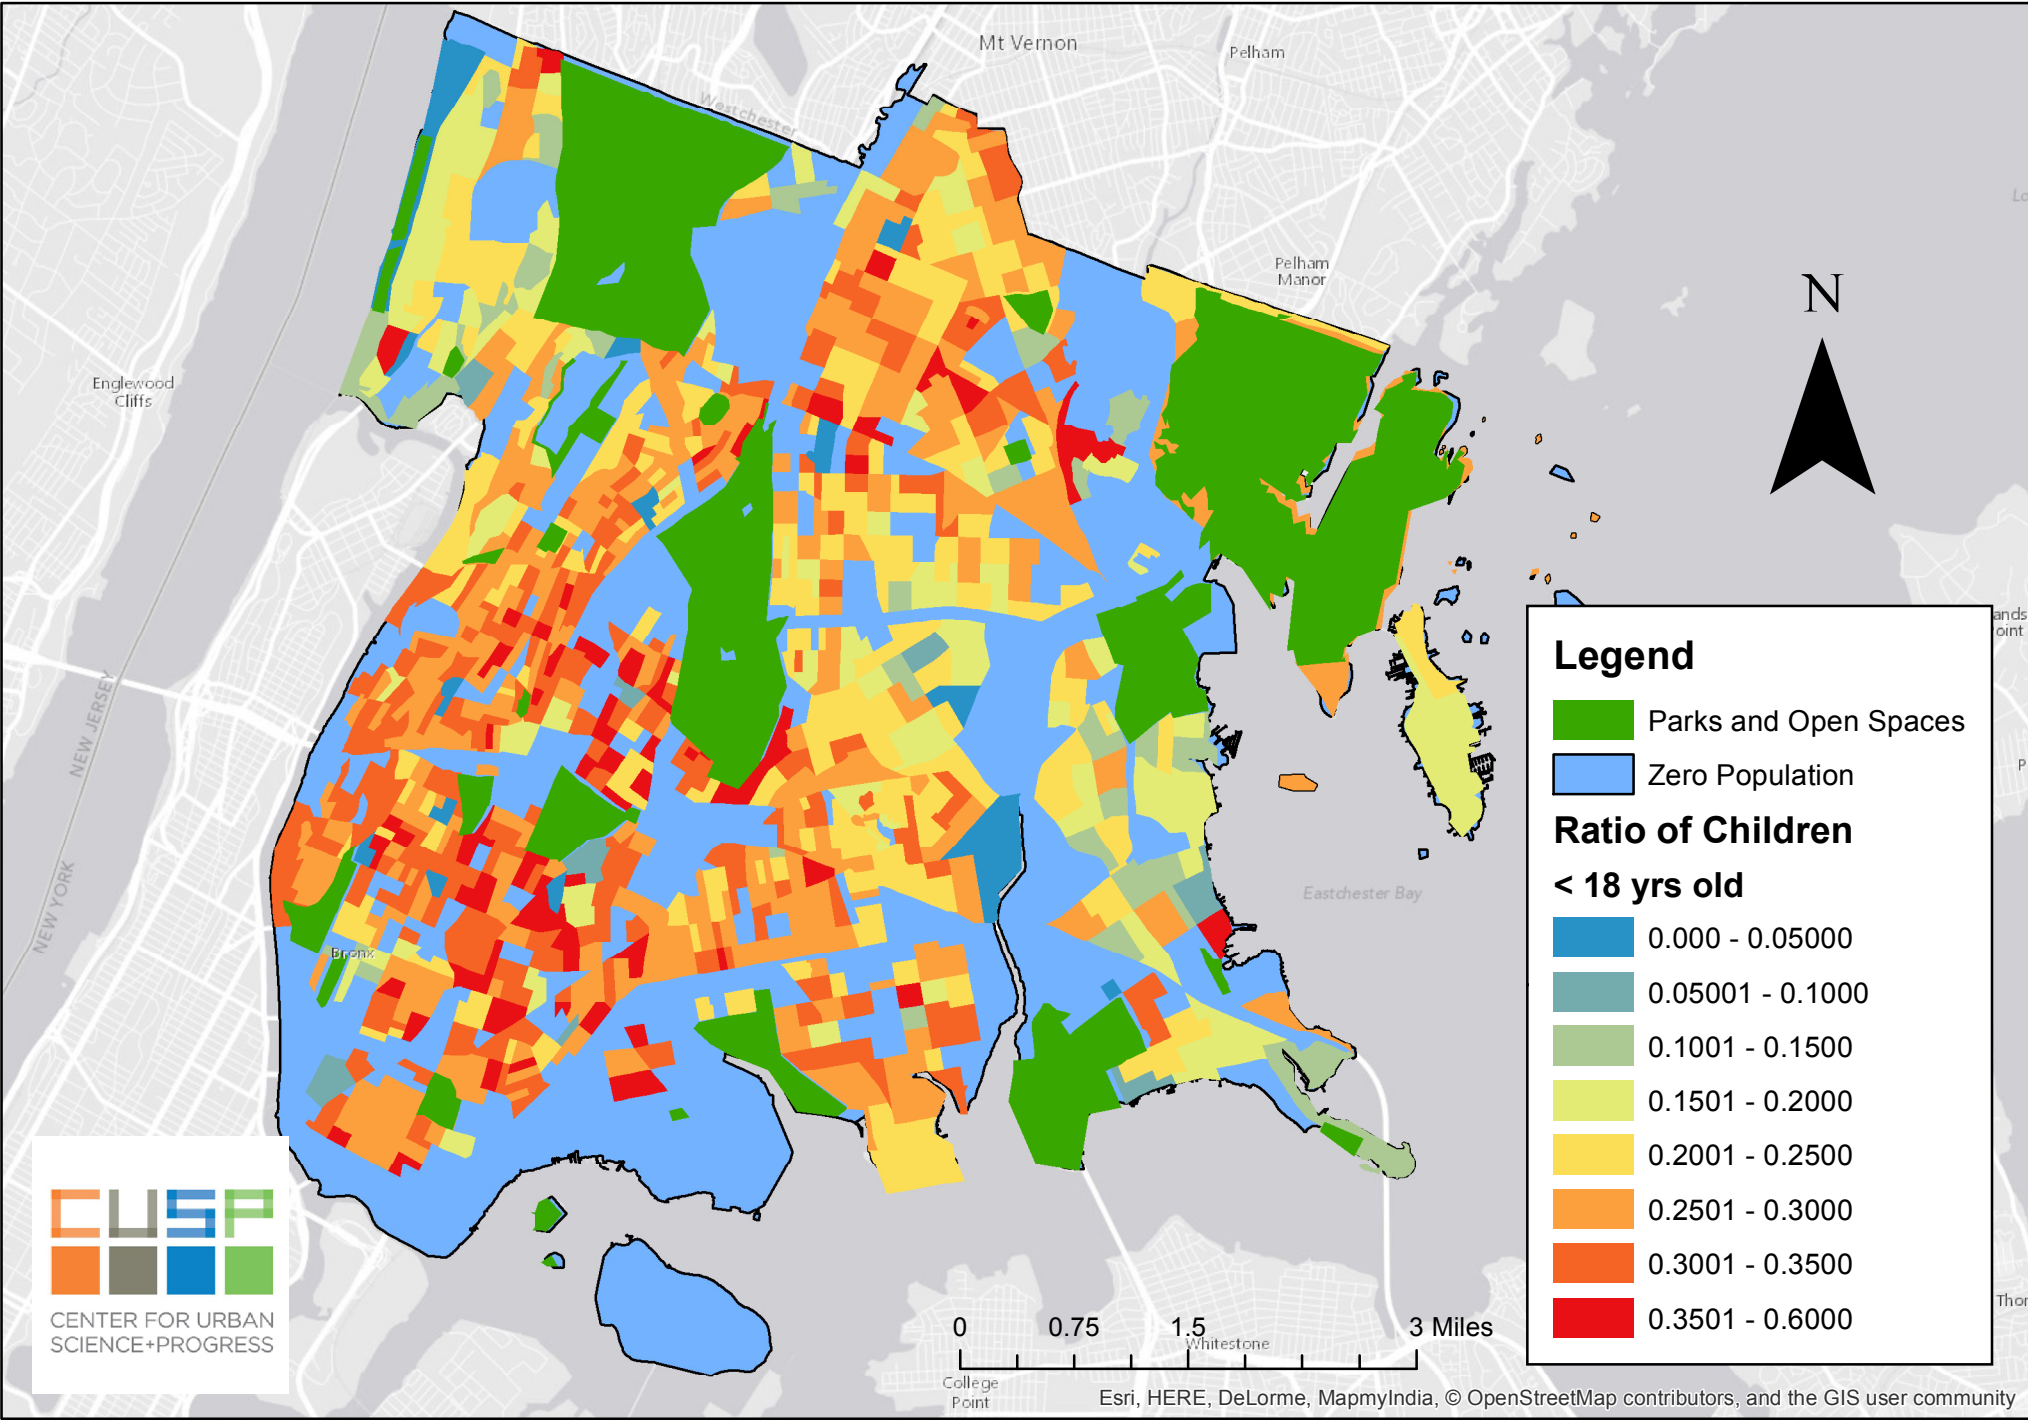 Mt Vernon
Pelham
Westchester
Pelham
Manor
N
Englewood
Cliffs
NEW JERSEY
NEW YORK
Bronx
Eastchester Bay
Legend
Parks and Open Spaces
Zero Population
Ratio of Children
< 18 yrs old
0.000 - 0.05000
0.05001 - 0.1000
0.1001 - 0.1500
0.1501 - 0.2000
0.2001 - 0.2500
0.2501 - 0.3000
0.3001 - 0.3500
0.3501 - 0.6000
CUSP
CENTER FOR URBAN
SCIENCE+PROGRESS
0 0.75 1.5 3 Miles
Whitestone
College
Point
Esri, HERE, DeLorme, MapmyIndia, © OpenStreetMap contributors, and the GIS user community